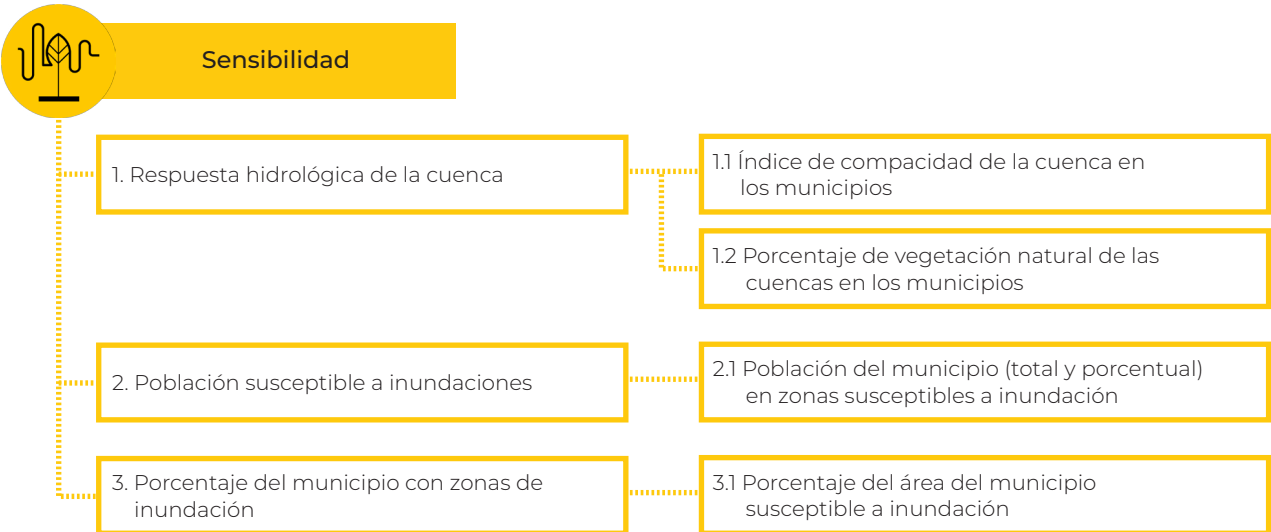 Sensibilidad
1. Respuesta hidrológica de la cuenca
1.1 Índice de compacidad de la cuenca en
los municipios
1.2 Porcentaje de vegetación natural de las
cuencas en los municipios
2. Población susceptible a inundaciones
2.1 Población del municipio (total y porcentual)
en zonas susceptibles a inundación
3. Porcentaje del municipio con zonas de
inundación
3.1 Porcentaje del área del municipio
susceptible a inundación